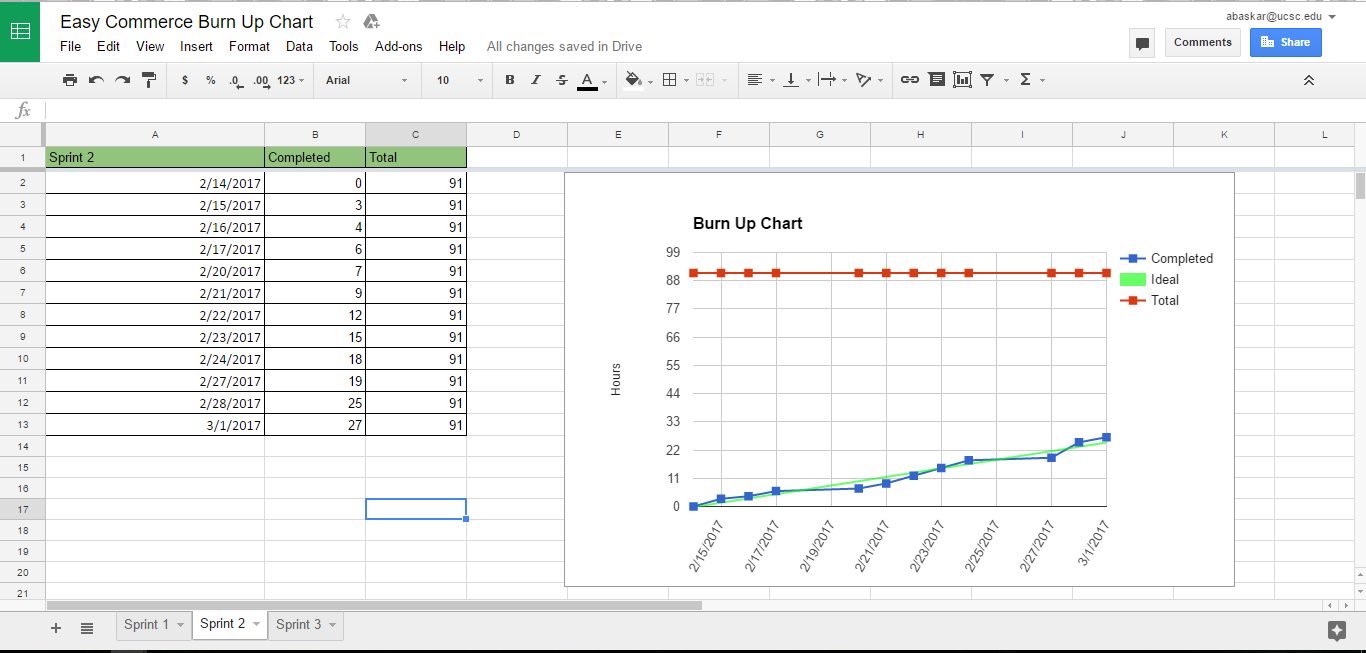 Easy Commerce Burn Up Chart
abaskar@ucsc.edu
File Edit View Insert Format Data Tools Add-ons Help All changes saved in Drive
Comments Share
$ % .0 .00 123 Arial 10 B I S A Σ
fx
A B C D E F G H I J K L
1 Sprint 2 Completed Total
2 2/14/2017 0 91
3 2/15/2017 3 91
4 2/16/2017 4 91
5 2/17/2017 6 91
6 2/20/2017 7 91
7 2/21/2017 9 91
8 2/22/2017 12 91
9 2/23/2017 15 91
10 2/24/2017 18 91
11 2/27/2017 19 91
12 2/28/2017 25 91
13 3/1/2017 27 91
14
15
16
17
18
19
20
21
Burn Up Chart
Hours
99
88
77
66
55
44
33
22
11
0
2/15/2017 2/17/2017 2/19/2017 2/21/2017 2/23/2017 2/25/2017 2/27/2017 3/1/2017
Completed
Ideal
Total
Sprint 1 Sprint 2 Sprint 3